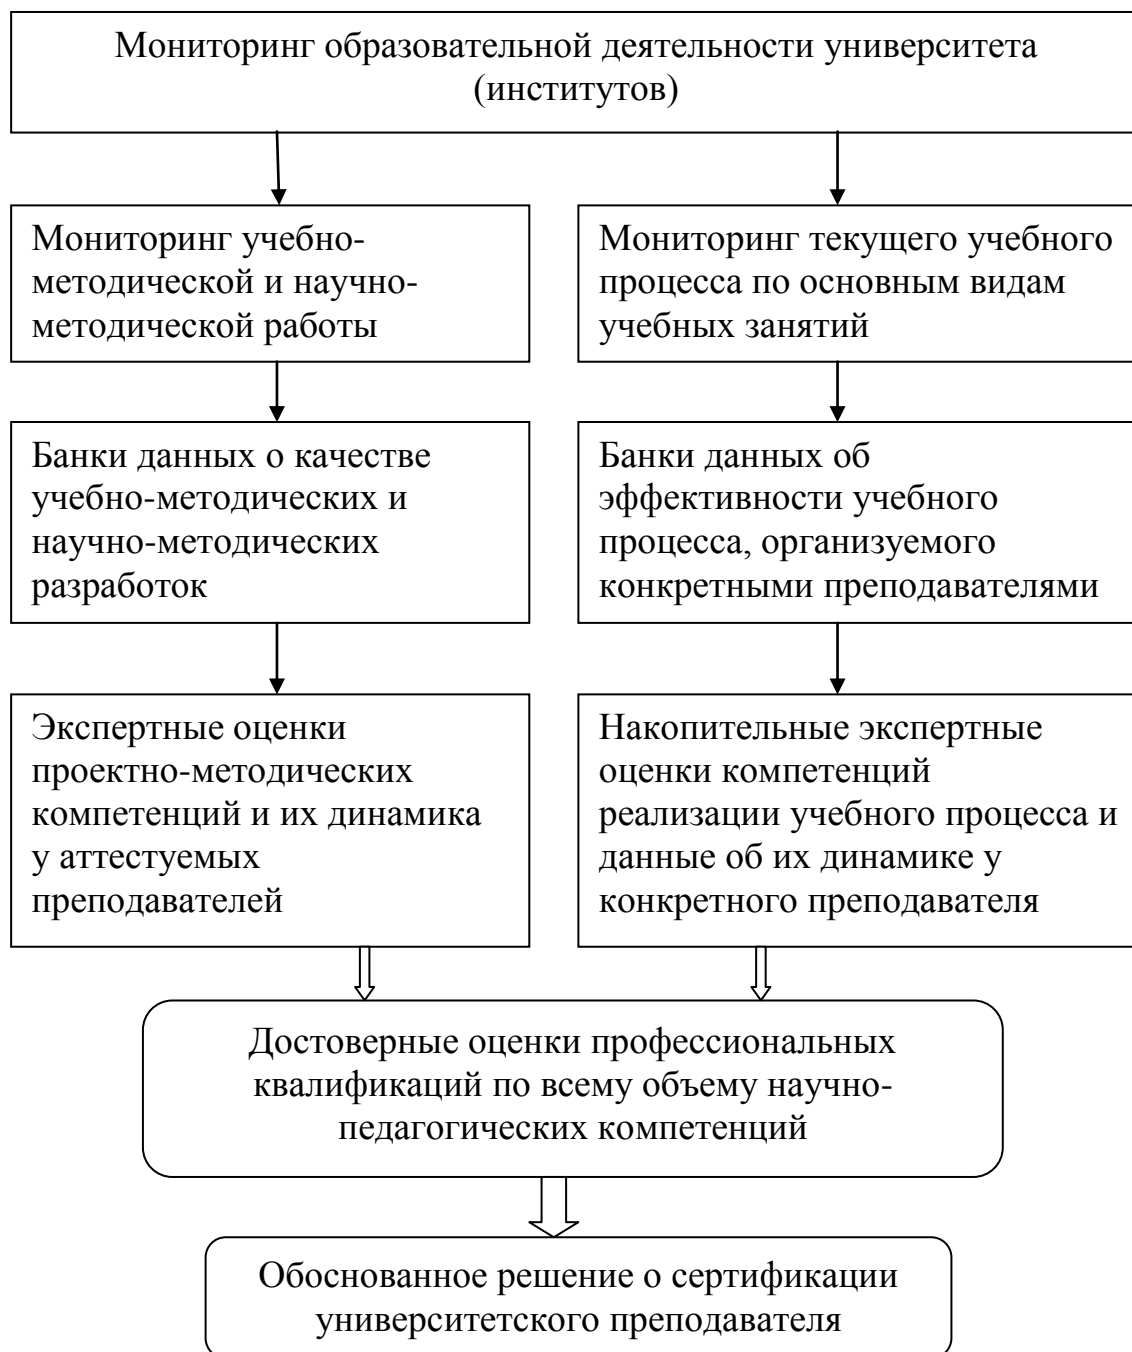 Мониторинг образовательной деятельности университета
(институтов)
Мониторинг учебно-
методической и научно-
методической работы
Мониторинг текущего учебного
процесса по основным видам
учебных занятий
Банки данных о качестве
учебно-методических и
научно-методических
разработок
Банки данных об
эффективности учебного
процесса, организуемого
конкретными преподавателями
Экспертные оценки
проектно-методических
компетенций и их динамика
у аттестуемых
преподавателей
Накопительные экспертные
оценки компетенций
реализации учебного процесса и
данные об их динамике у
конкретного преподавателя
Достоверные оценки профессиональных
квалификаций по всему объему научно-
педагогических компетенций
Обоснованное решение о сертификации
университетского преподавателя